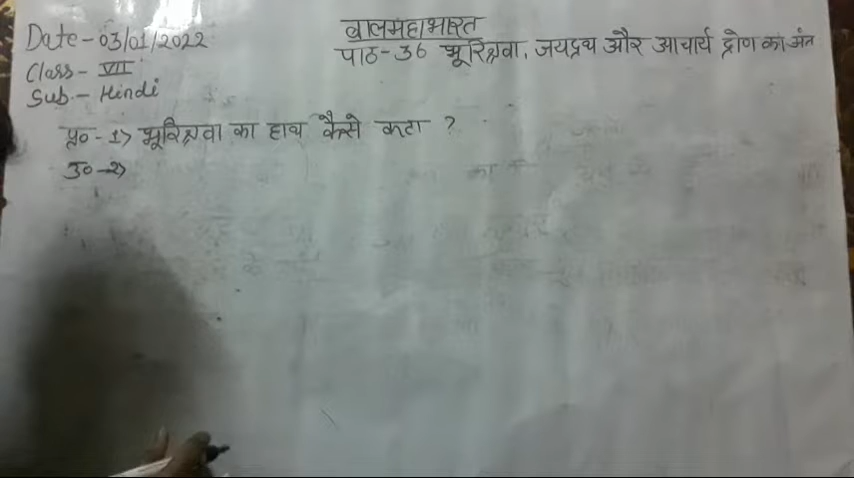 Date - 03/01/2022
Class - VII
Sub. - Hindi
बालमहाभारत
पाठ-36 भूरिश्रवा, जयद्रथ और आचार्य द्रोण का अंत
प्र० -1> भूरिश्रवा का हाथ कैसे कटा ?
उ० -2>